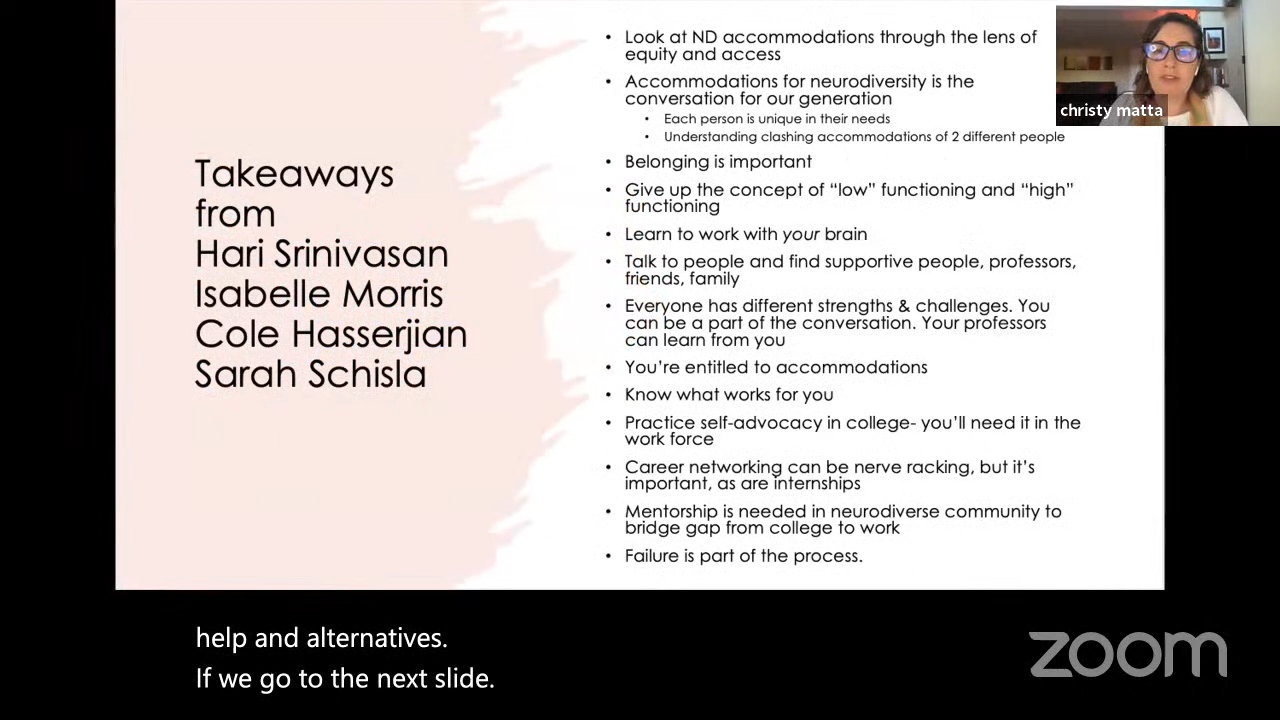 Takeaways
from
Hari Srinivasan
Isabelle Morris
Cole Hasserjian
Sarah Schisla
• Look at ND accommodations through the lens of
equity and access
• Accommodations for neurodiversity is the
conversation for our generation
• Each person is unique in their needs
• Understanding clashing accommodations of 2 different people
• Belonging is important
• Give up the concept of “low” functioning and “high”
functioning
• Learn to work with your brain
• Talk to people and find supportive people, professors,
friends, family
• Everyone has different strengths & challenges. You
can be a part of the conversation. Your professors
can learn from you
• You’re entitled to accommodations
• Know what works for you
• Practice self-advocacy in college- you’ll need it in the
work force
• Career networking can be nerve racking, but it’s
important, as are internships
• Mentorship is needed in neurodiverse community to
bridge gap from college to work
• Failure is part of the process.
christy matta
help and alternatives.
If we go to the next slide.
zoom